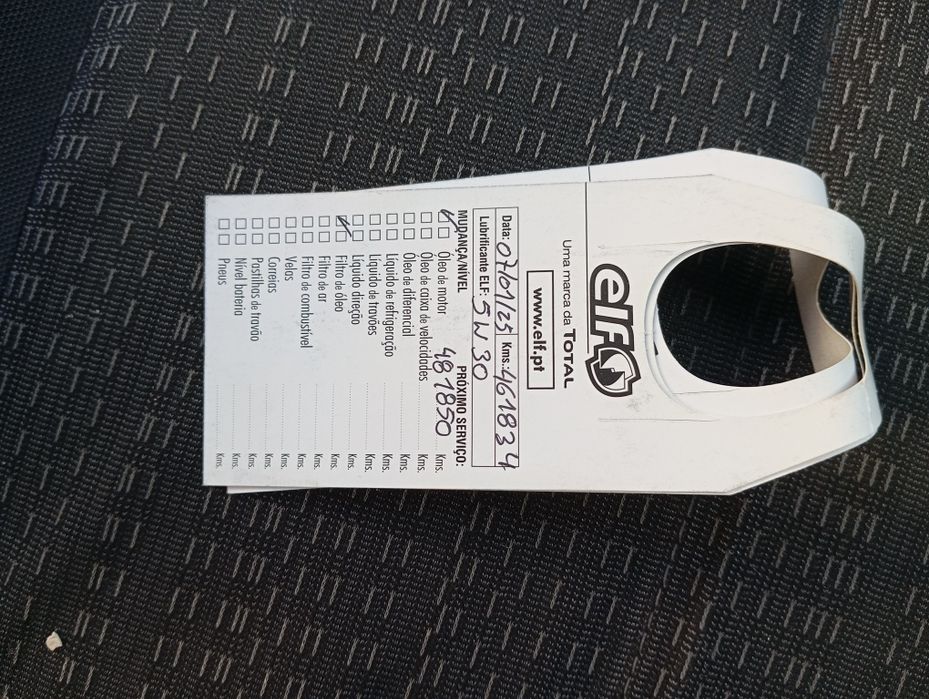 elf
Uma marca da TOTAL
www.elf.pt
Data: 07/01/25 Kms: 461834
Lubrificante ELF: 5W30
MUDANÇA/NÍVEL PRÓXIMO SERVIÇO:
Óleo de motor 481850 Kms.
Óleo de caixa de velocidades Kms.
Óleo de diferencial Kms.
Líquido de refrigeração Kms.
Líquido de travões Kms.
Líquido direção Kms.
Filtro de óleo Kms.
Filtro de ar Kms.
Filtro de combustível Kms.
Velas Kms.
Correias Kms.
Pastilhas de travão Kms.
Nível bateria Kms.
Pneus Kms.